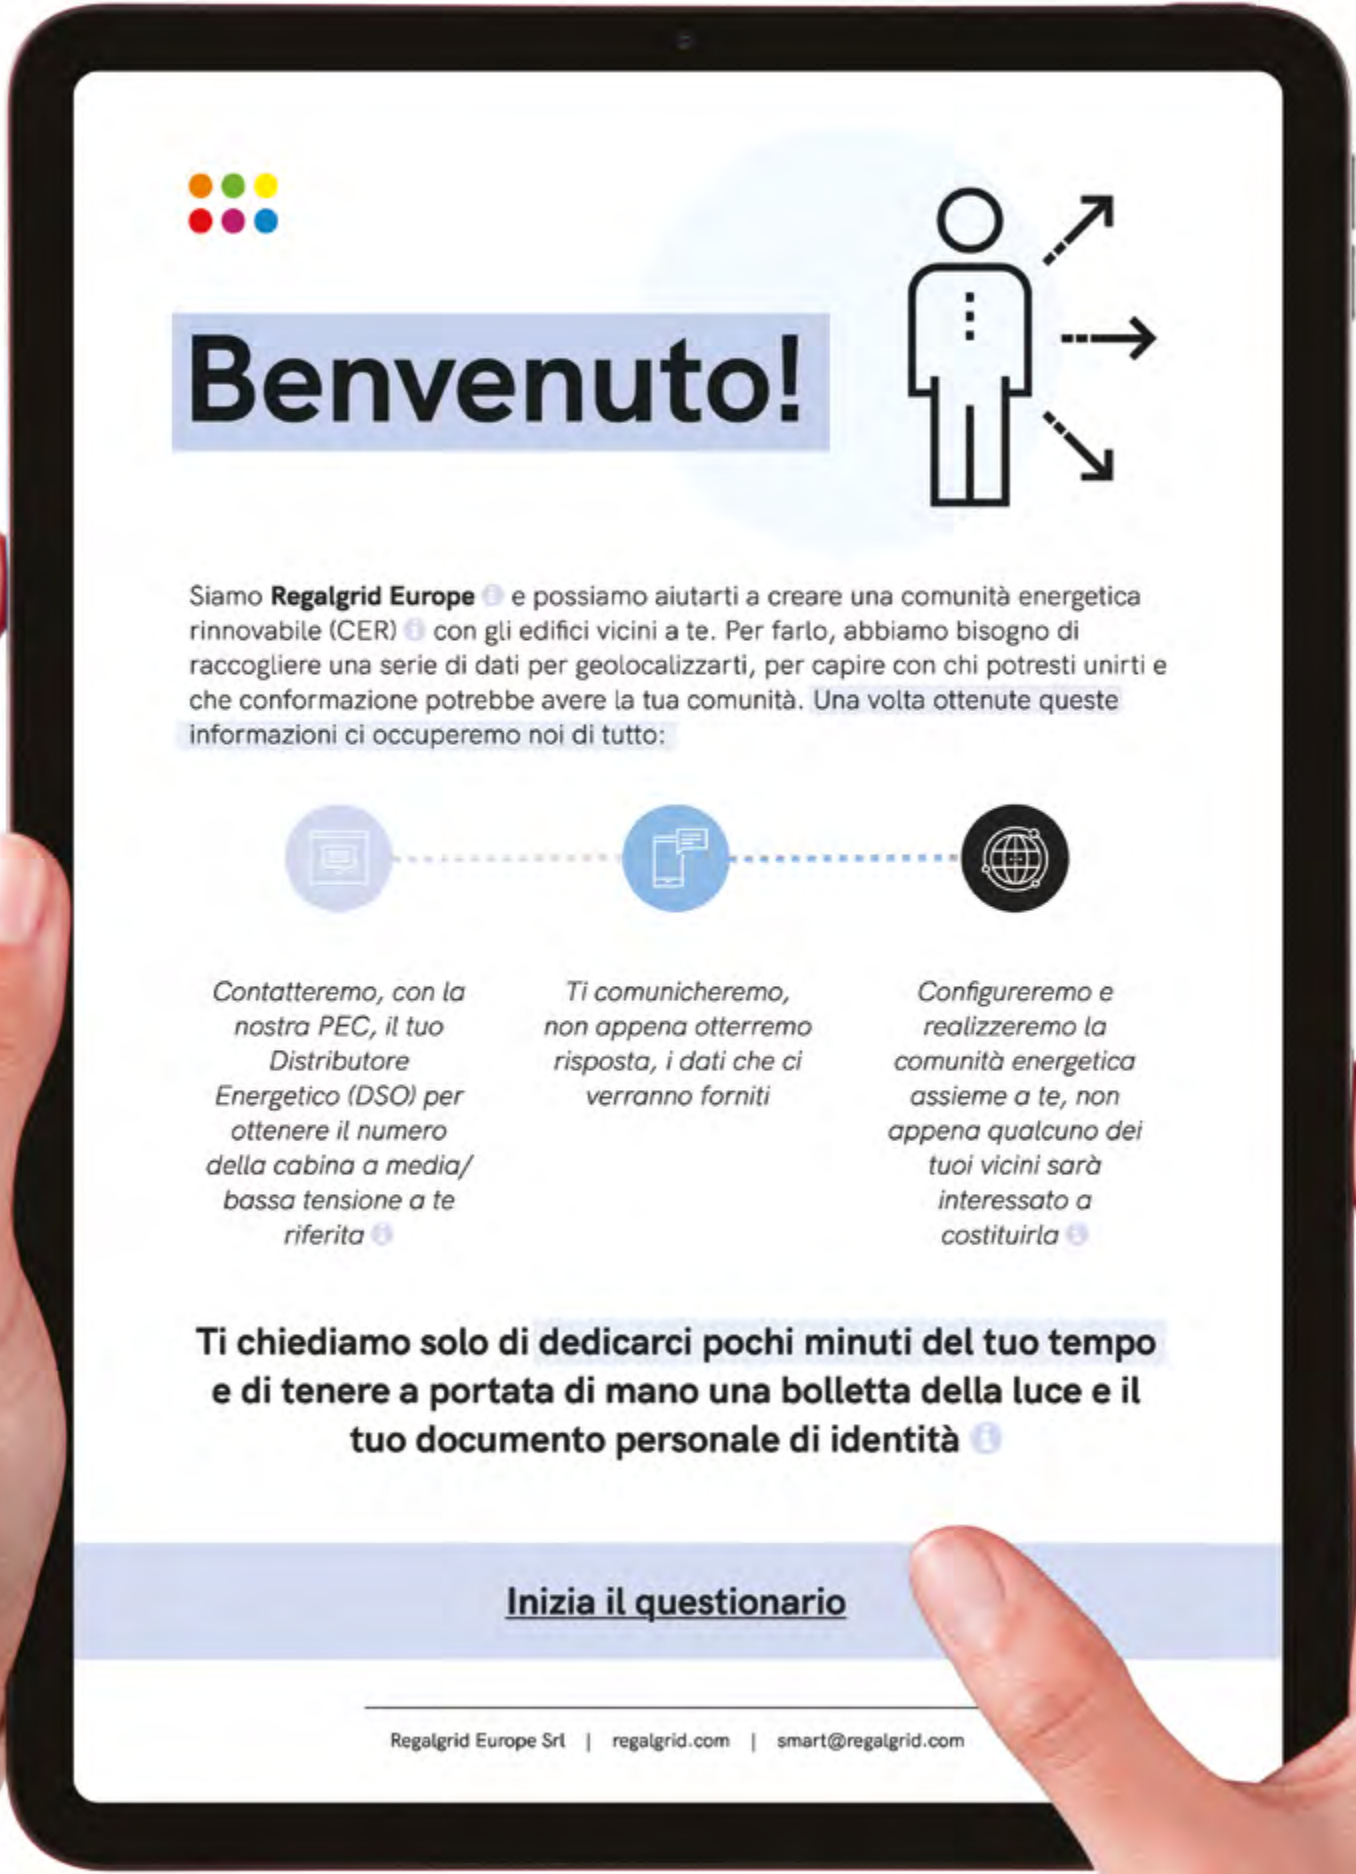 Benvenuto!
Siamo Regalgrid Europe e possiamo aiutarti a creare una comunità energetica
rinnovabile (CER) con gli edifici vicini a te. Per farlo, abbiamo bisogno di
raccogliere una serie di dati per geolocalizzarti, per capire con chi potresti unirti e
che conformazione potrebbe avere la tua comunità. Una volta ottenute queste
informazioni ci occuperemo noi di tutto:
Contatteremo, con la
nostra PEC, il tuo
Distributore
Energetico (DSO) per
ottenere il numero
della cabina a media/
bassa tensione a te
riferita
Ti comunicheremo,
non appena otterremo
risposta, i dati che ci
verranno forniti
Configureremo e
realizzeremo la
comunità energetica
assieme a te, non
appena qualcuno dei
tuoi vicini sarà
interessato a
costituirla
Ti chiediamo solo di dedicarci pochi minuti del tuo tempo
e di tenere a portata di mano una bolletta della luce e il
tuo documento personale di identità
Inizia il questionario
Regalgrid Europe Srl | regalgrid.com | smart@regalgrid.com